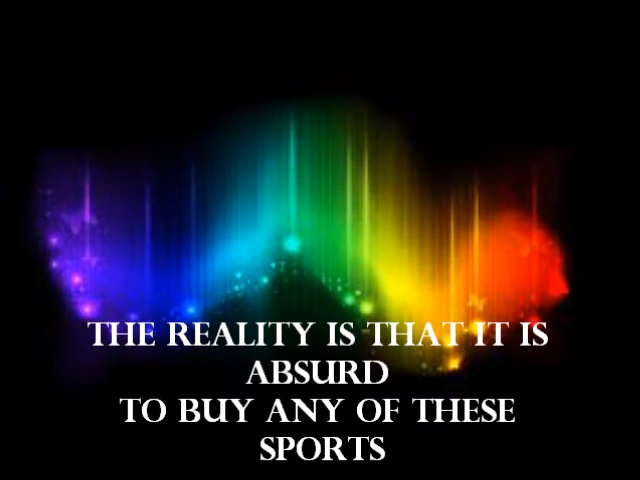 THE REALITY IS THAT IT IS
ABSURD
TO BUY ANY OF THESE
SPORTS